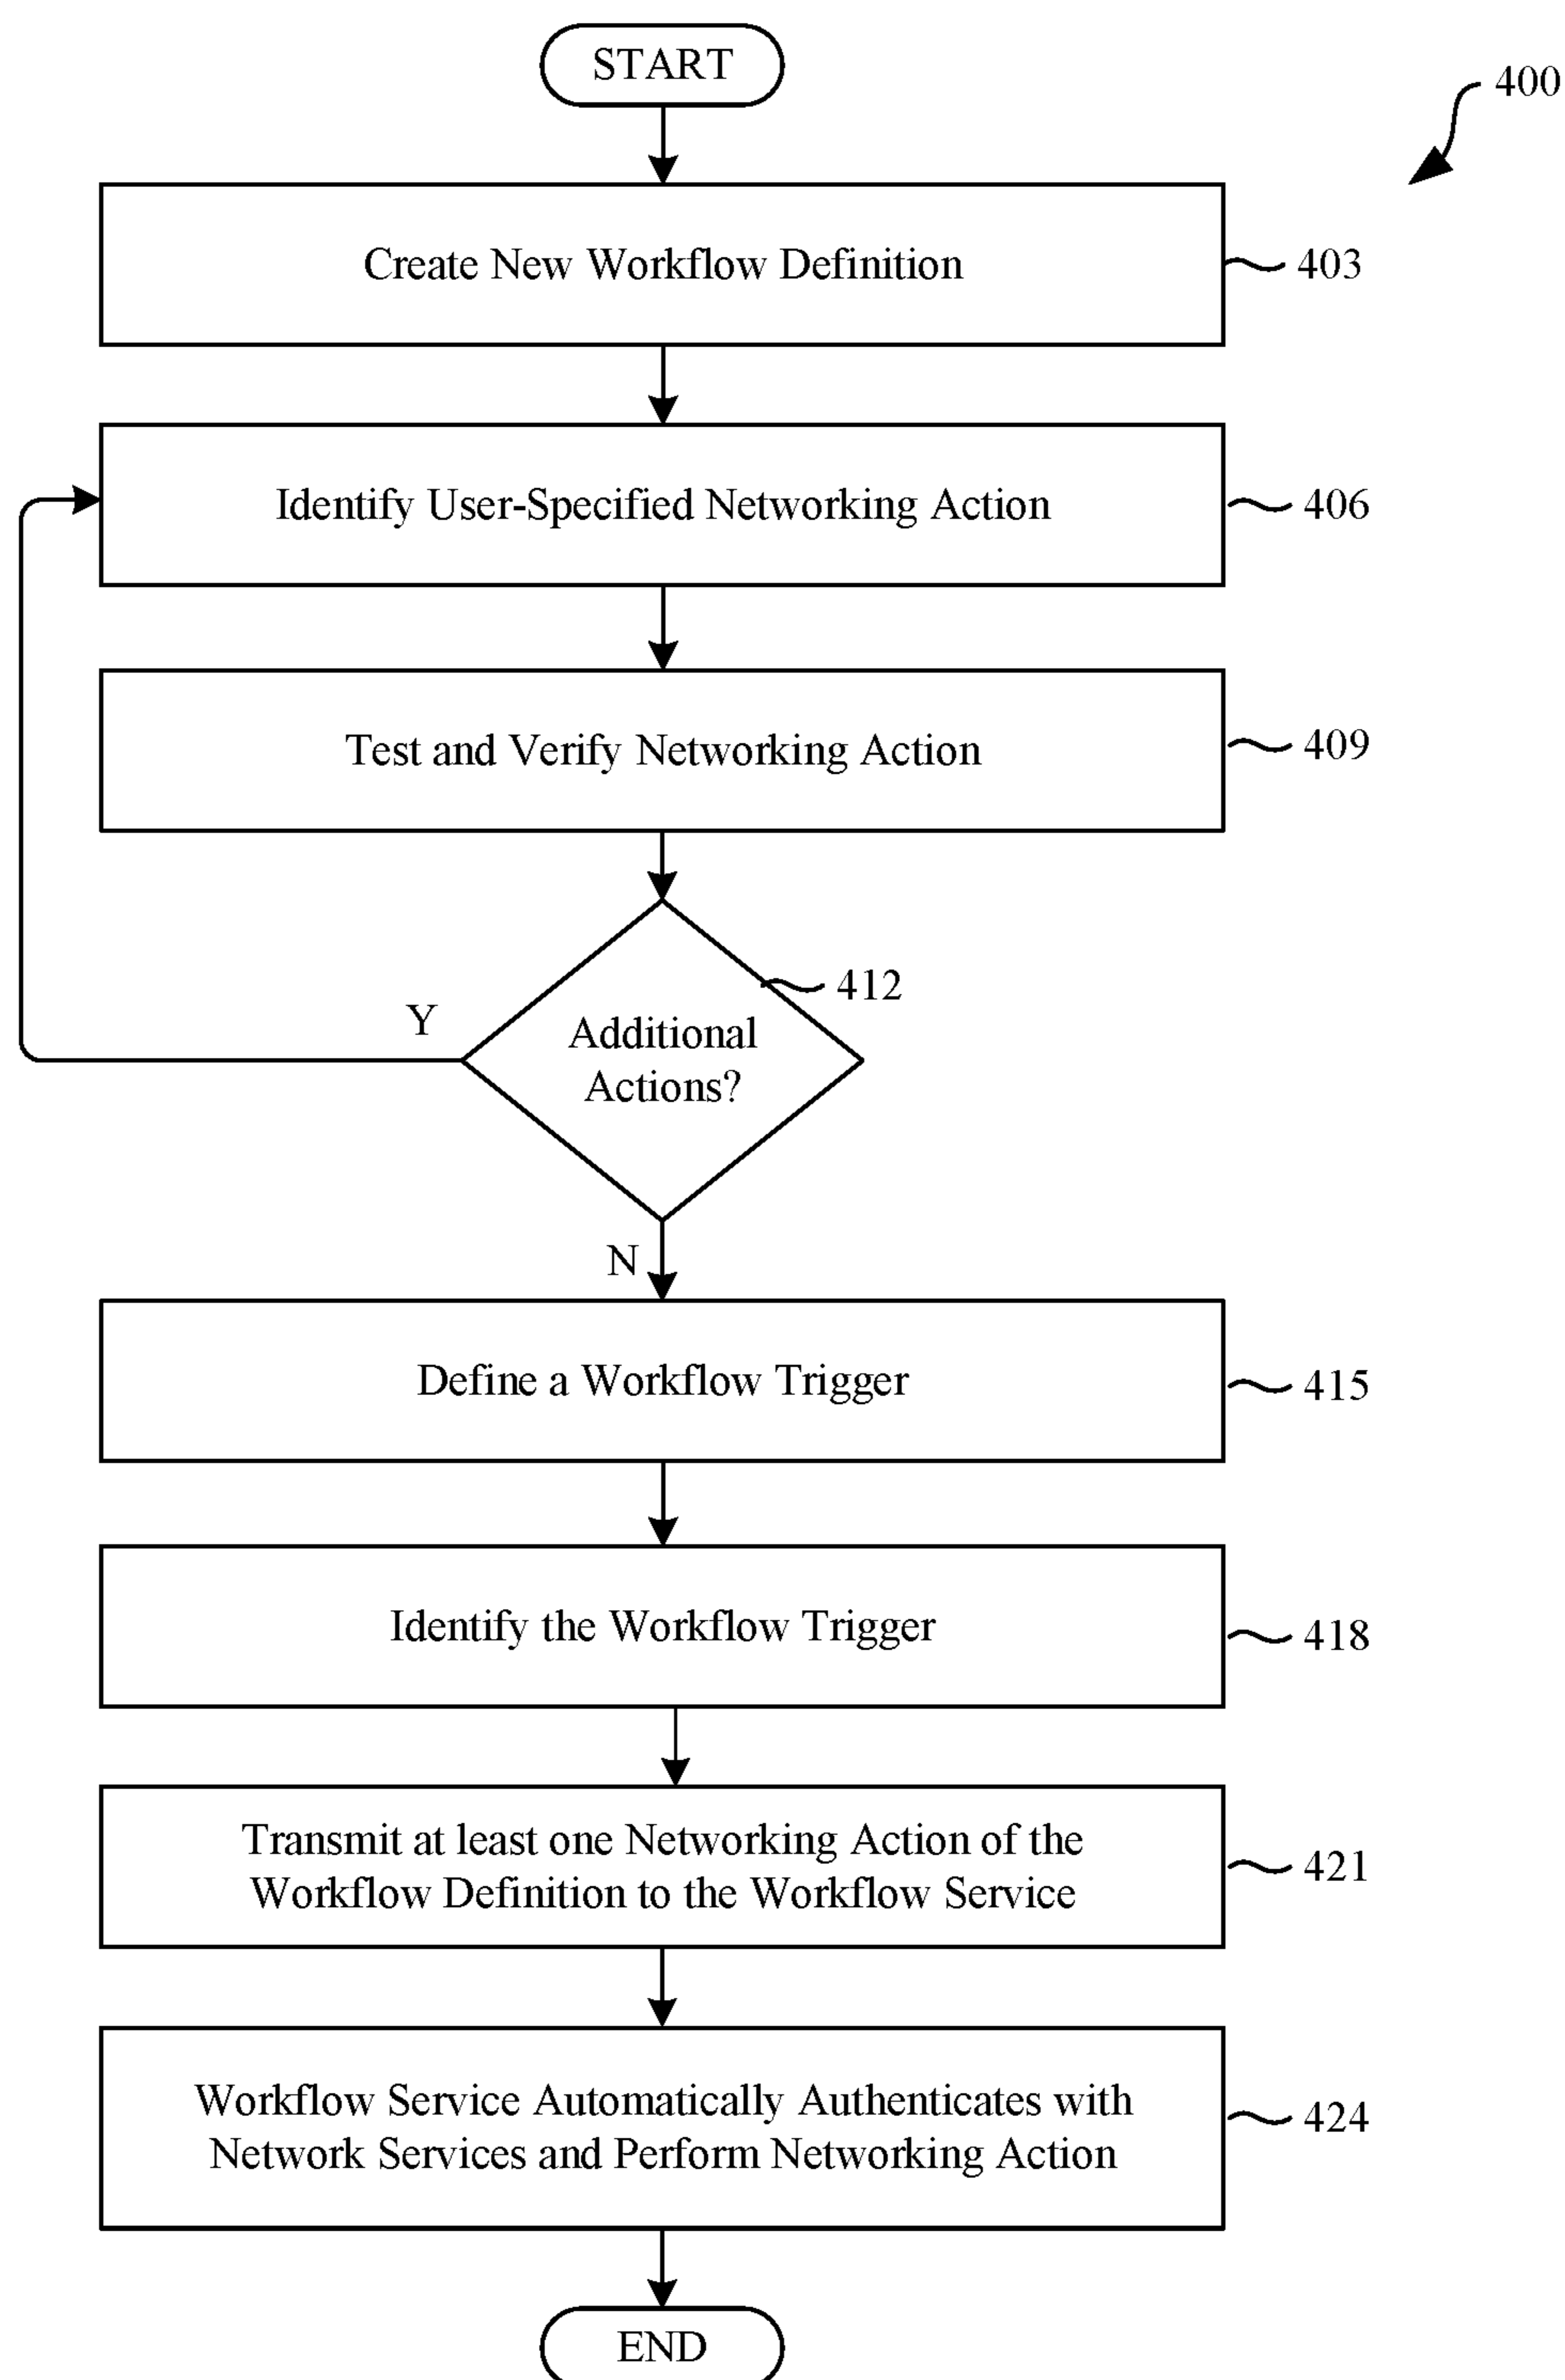 START
400
Create New Workflow Definition
403
Identify User-Specified Networking Action
406
Test and Verify Networking Action
409
412
Y
Additional
Actions?
N
Define a Workflow Trigger
415
Identify the Workflow Trigger
418
Transmit at least one Networking Action of the
Workflow Definition to the Workflow Service
421
Workflow Service Automatically Authenticates with
Network Services and Perform Networking Action
424
END